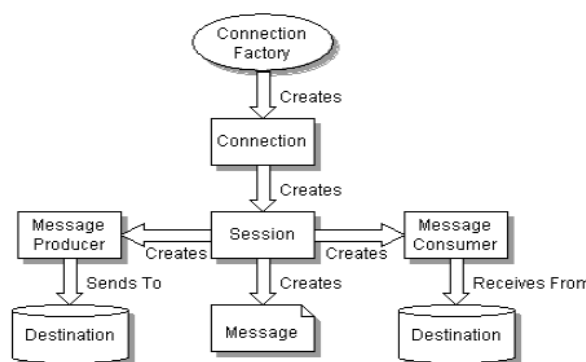 Connection
Factory
Creates
Connection
Creates
Message
Producer
Creates
Session
Creates
Message
Consumer
Sends To
Creates
Receives From
Destination
Message
Destination